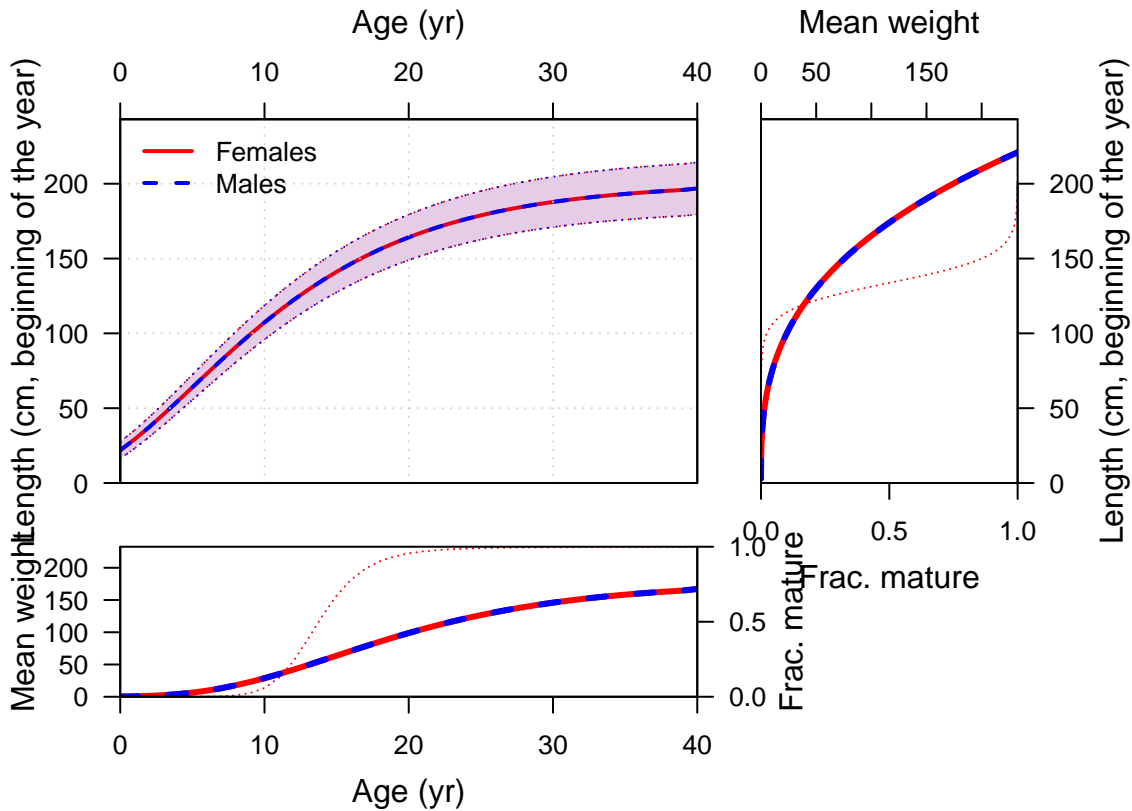 Age (yr)
0 10 20 30 40
Length (cm, beginning of the year)
0 50 100 150 200
Females
Males
Mean weight
0 50 150
Length (cm, beginning of the year)
0 50 100 150 200
0.0 0.5 1.0
Frac. mature
Mean weight
0 50 100 150 200
0.0 0.5 1.0
Frac. mature
0 10 20 30 40
Age (yr)